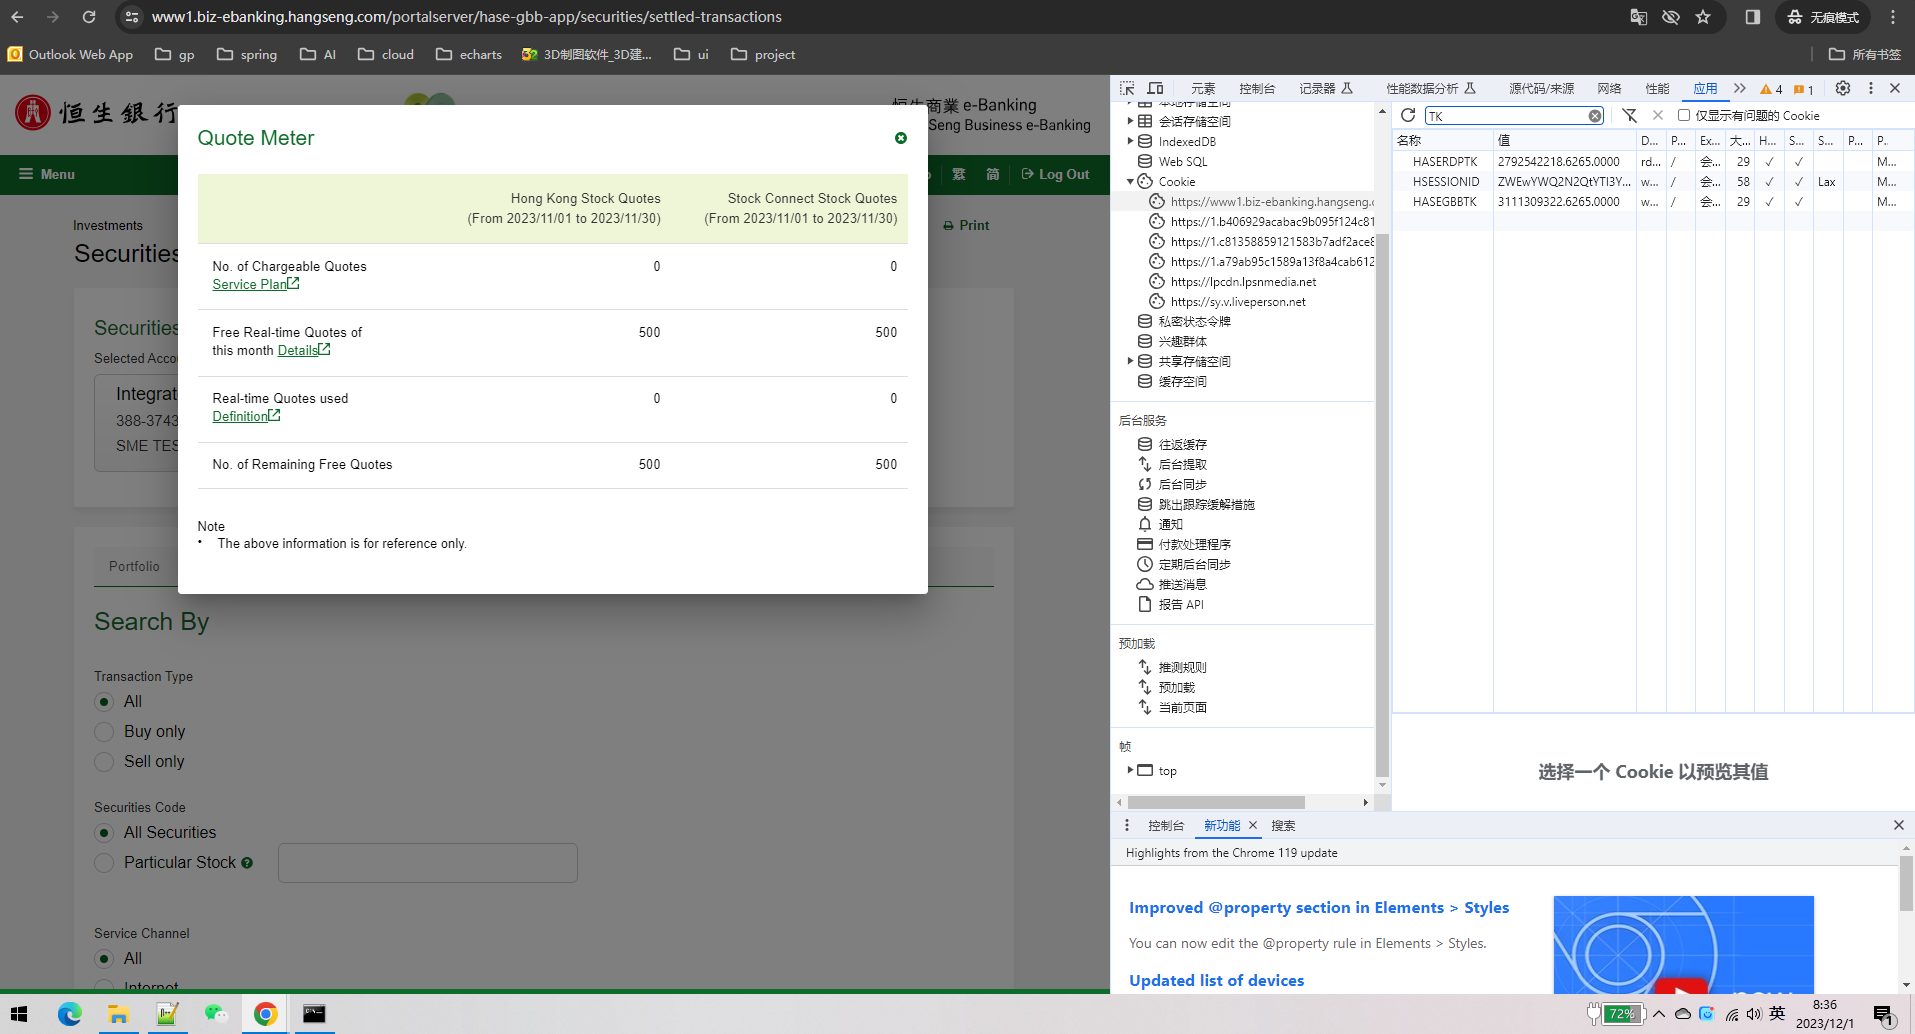 www1.biz-ebanking.hangseng.com/portalserver/hase-gbb-app/securities/settled-transactions
无痕模式
Outlook Web App
gp
spring
AI
cloud
echarts
3D制图软件_3D建...
ui
project
所有书签
恒生銀行
恒生商業 e-Banking
Seng Business e-Banking
Menu
繁
簡
Log Out
Investments
Securities
Print
Securities
Selected Accou
Integrat
388-3743
SME TES
Quote Meter
Hong Kong Stock Quotes
(From 2023/11/01 to 2023/11/30)
Stock Connect Stock Quotes
(From 2023/11/01 to 2023/11/30)
No. of Chargeable Quotes
Service Plan
0
0
Free Real-time Quotes of
this month Details
500
500
Real-time Quotes used
Definition
0
0
No. of Remaining Free Quotes
500
500
Note
• The above information is for reference only.
Portfolio
Search By
Transaction Type
All
Buy only
Sell only
Securities Code
All Securities
Particular Stock
Service Channel
All
Internet
元素
控制台
记录器
性能数据分析
源代码/来源
网络
性能
应用
4
1
本地存储空间
会话存储空间
IndexedDB
Web SQL
Cookie
https://www1.biz-ebanking.hangseng.c
https://1.b406929acabac9b095f124c81
https://1.c81358859121583b7adf2ace8
https://1.a79ab95c1589a13f8a4cab612
https://lpcdn.lpsnmedia.net
https://sy.v.liveperson.net
私密状态令牌
兴趣群体
共享存储空间
缓存空间
后台服务
往返缓存
后台提取
后台同步
跳出跟踪缓解措施
通知
付款处理程序
定期后台同步
推送消息
报告 API
预加载
推测规则
预加载
当前页面
帧
top
TK
仅显示有问题的 Cookie
名称 值 D... P... Ex... 大... H... S... S... P... P..
HASERDPTK 2792542218.6265.0000 rd... / 会... 29 ✓ ✓ M...
HSESSIONID ZWEwYWQ2N2QtYTI3Y... w... / 会... 58 ✓ ✓ Lax M...
HASEGBBTK 3111309322.6265.0000 w... / 会... 29 ✓ ✓ M...
选择一个 Cookie 以预览其值
控制台
新功能
搜索
Highlights from the Chrome 119 update
Improved @property section in Elements > Styles
You can now edit the @property rule in Elements > Styles.
Updated list of devices
72%
英
8:36
2023/12/1
1